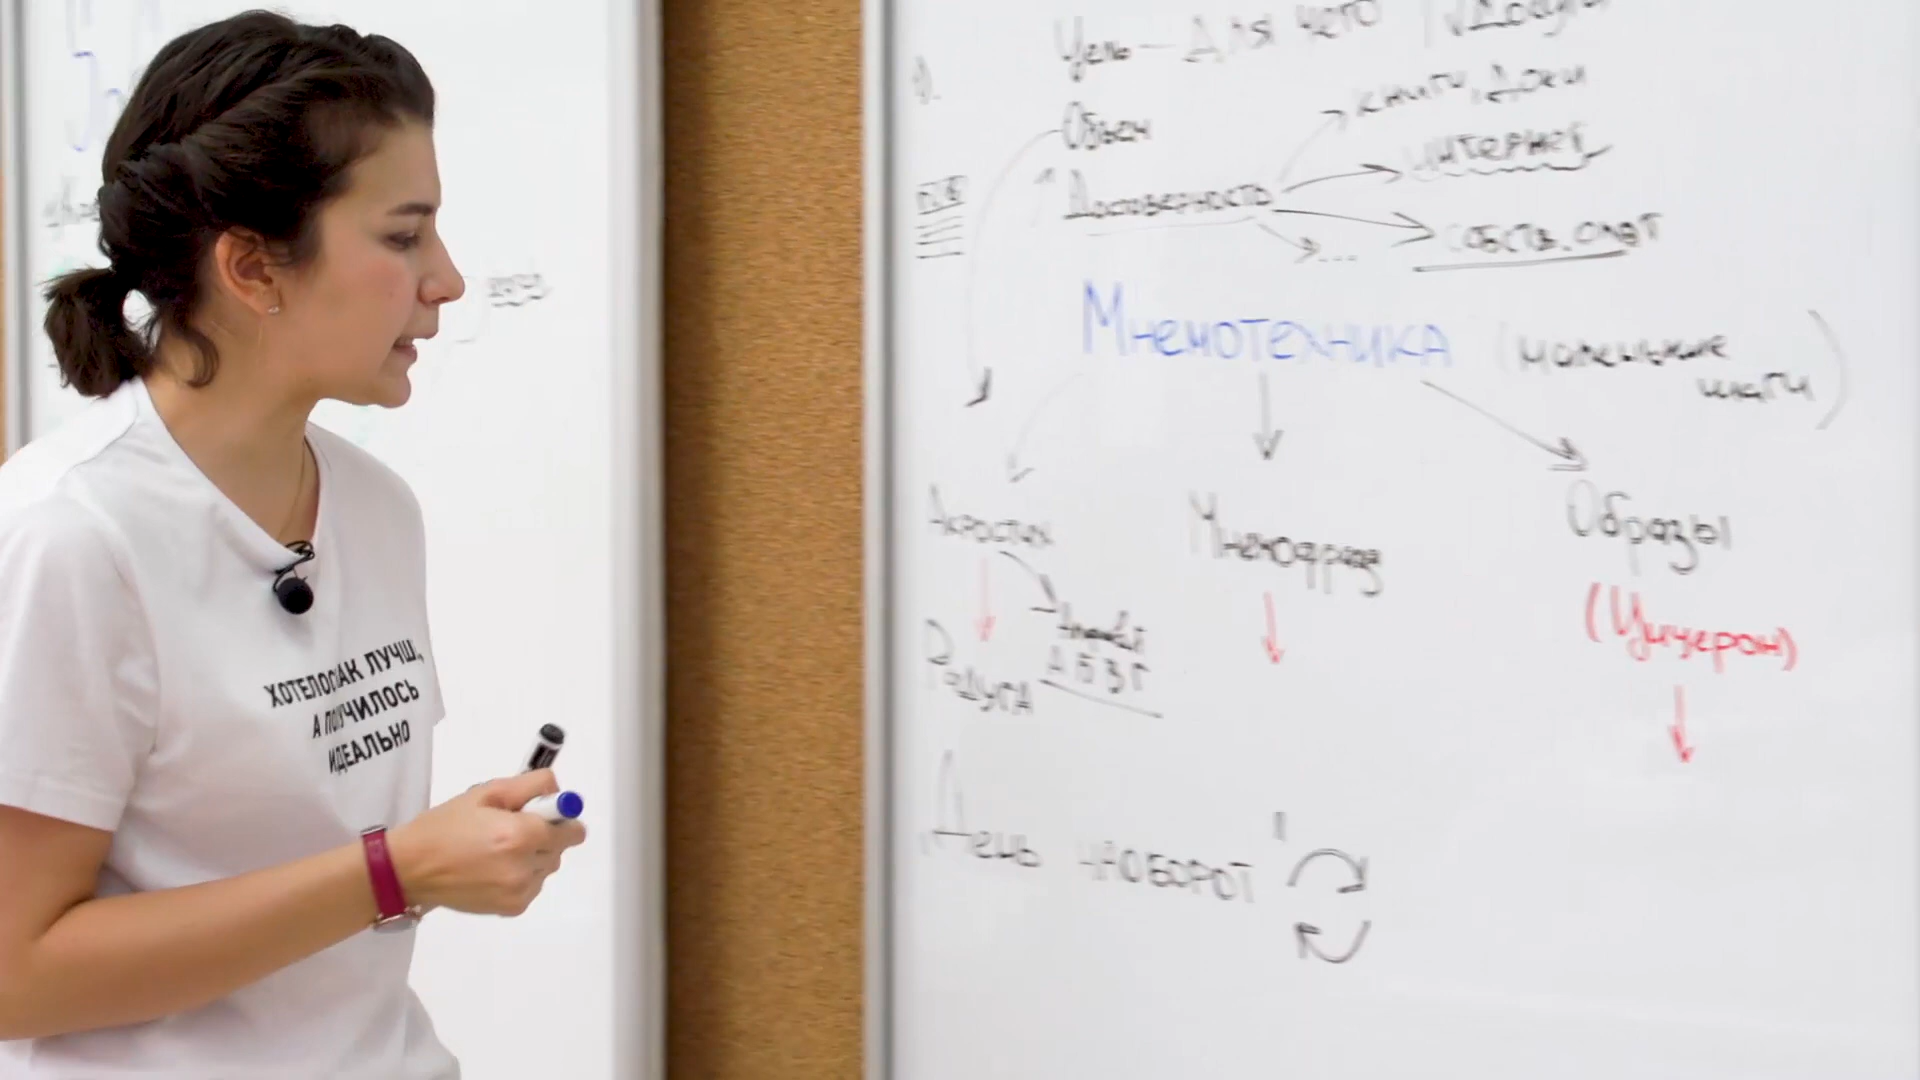 Цель — Для чего
Объем
Достоверность
книги, доки
интернет
собств. опыт
...
Мнемотехника (маленькие
шаги)
Акростих
Мнемофраза
Образы
(Цицерон)
Радуга
Алфавит
А Б В Г
День наоборот
ХОТЕЛОСЬ КАК ЛУЧШЕ,
А ПОЛУЧИЛОСЬ
ИДЕАЛЬНО